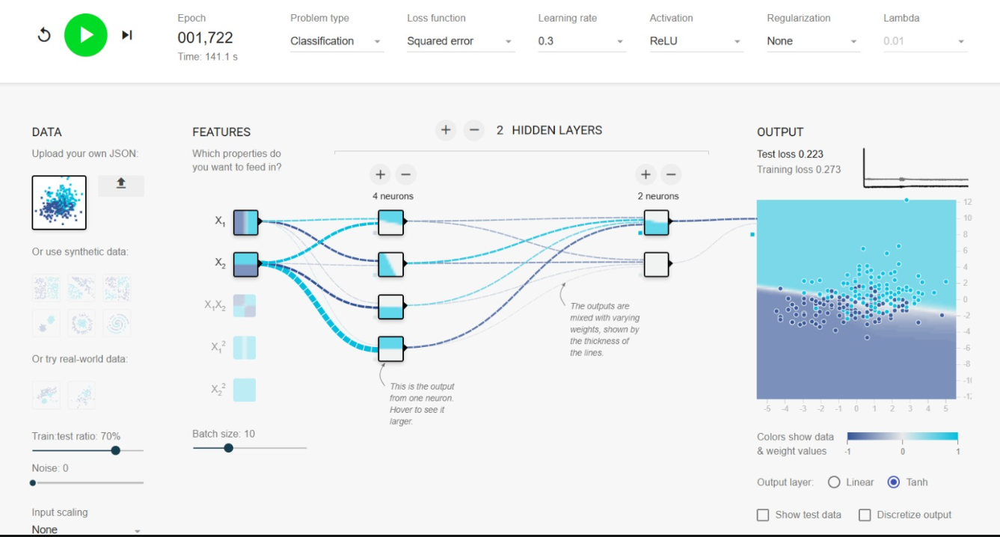 Epoch
001,722
Time: 141.1 s
Problem type
Classification
Loss function
Squared error
Learning rate
0.3
Activation
ReLU
Regularization
None
Lambda
0.01
DATA
Upload your own JSON:
Or use synthetic data:
Or try real-world data:
Train:test ratio: 70%
Noise: 0
Input scaling
None
FEATURES
Which properties do
you want to feed in?
X1
X2
X1X2
X1²
X2²
Batch size: 10
+ − 2 HIDDEN LAYERS
+ −
4 neurons
+ −
2 neurons
This is the output
from one neuron.
Hover to see it
larger.
The outputs are
mixed with varying
weights, shown by
the thickness of
the lines.
OUTPUT
Test loss 0.223
Training loss 0.273
12
10
8
6
4
2
0
-2
-4
-6
-8
-5 -4 -3 -2 -1 0 1 2 3 4 5
Colors show data
& weight values
-1 0 1
Output layer: Linear Tanh
Show test data Discretize output